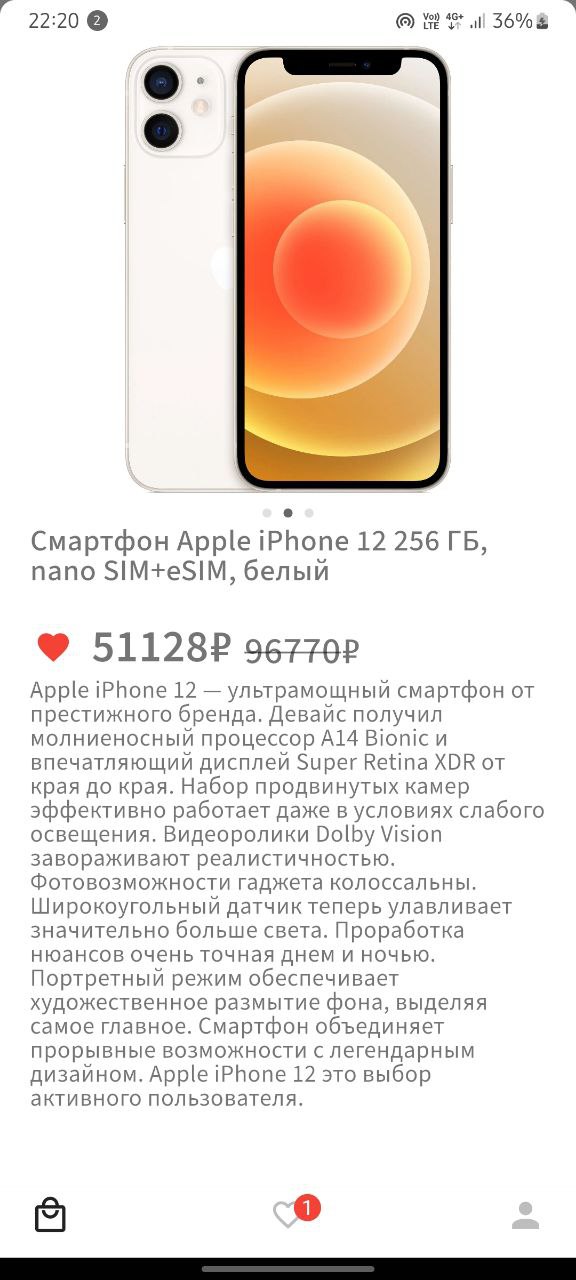 22:20 2 Vo) LTE 4G+ 36%
Смартфон Apple iPhone 12 256 ГБ,
nano SIM+eSIM, белый
51128₽ 96770₽
Apple iPhone 12 — ультрамощный смартфон от
престижного бренда. Девайс получил
молниеносный процессор A14 Bionic и
впечатляющий дисплей Super Retina XDR от
края до края. Набор продвинутых камер
эффективно работает даже в условиях слабого
освещения. Видеоролики Dolby Vision
завораживают реалистичностью.
Фотовозможности гаджета колоссальны.
Широкоугольный датчик теперь улавливает
значительно больше света. Проработка
нюансов очень точная днем и ночью.
Портретный режим обеспечивает
художественное размытие фона, выделяя
самое главное. Смартфон объединяет
прорывные возможности с легендарным
дизайном. Apple iPhone 12 это выбор
активного пользователя.
1